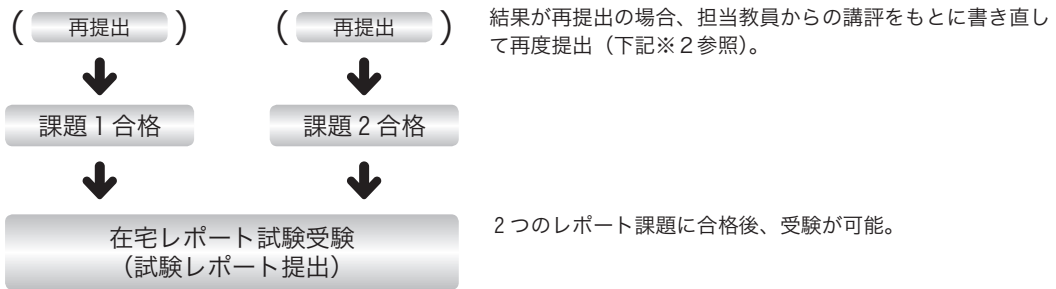 (再提出) (再提出)
結果が再提出の場合、担当教員からの講評をもとに書き直し
て再度提出（下記※２参照）。
課題１合格 課題２合格
在宅レポート試験受験
（試験レポート提出）
２つのレポート課題に合格後、受験が可能。